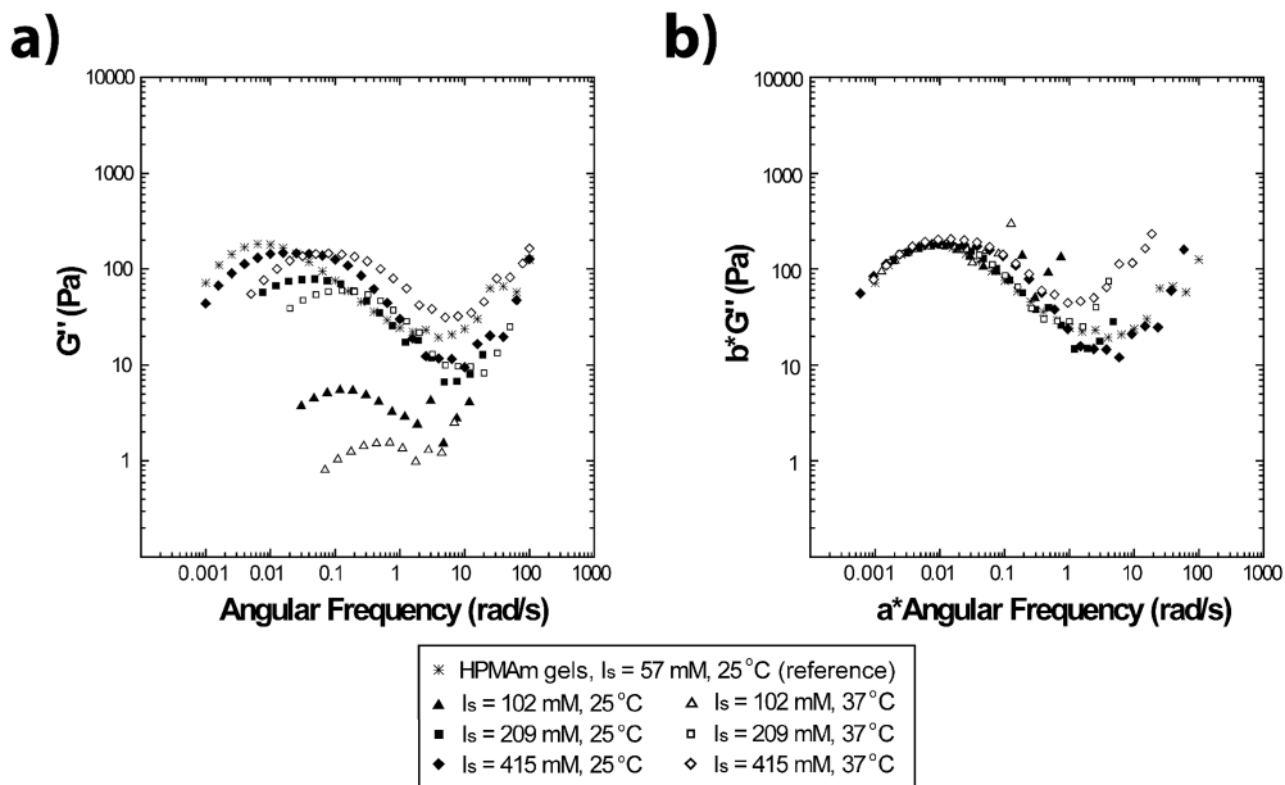 a)
b)
10000
1000
100
10
1
G'' (Pa)
0.001 0.01 0.1 1 10 100 1000
Angular Frequency (rad/s)
10000
1000
100
10
1
b*G'' (Pa)
0.001 0.01 0.1 1 10 100 1000
a*Angular Frequency (rad/s)
HPMAm gels, Is = 57 mM, 25°C (reference)
Is = 102 mM, 25°C Is = 102 mM, 37°C
Is = 209 mM, 25°C Is = 209 mM, 37°C
Is = 415 mM, 25°C Is = 415 mM, 37°C